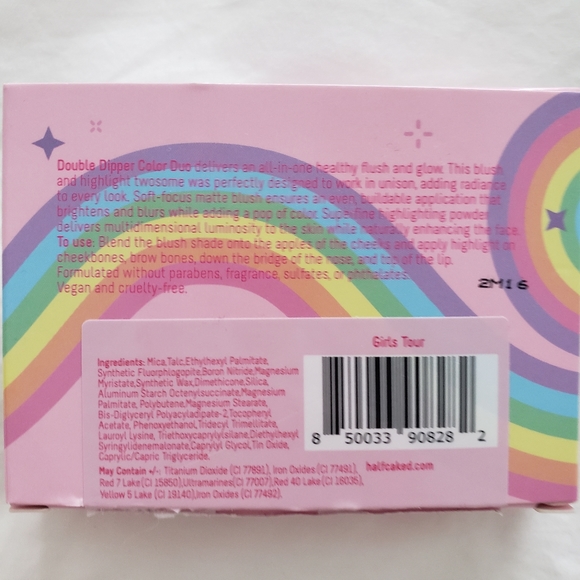 Double Dipper Color Duo delivers an all-in-one healthy flush and glow. This blush
and highlight twosome was perfectly designed to work in unison, adding radiance
to every look. Soft-focus matte blush ensures an even, buildable application that
brightens and blurs while adding a pop of color. Superfine highlighting powder
delivers multidimensional luminosity to the skin while naturally enhancing the face.
To use: Blend the blush shade onto the apples of the cheeks and apply highlight on
cheekbones, brow bones, down the bridge of the nose, and top of the lip.
Formulated without parabens, fragrance, sulfates, or phthalates.
Vegan and cruelty-free.
2M16
Girls Tour
Ingredients: Mica,Talc,Ethylhexyl Palmitate,
Synthetic Fluorphlogopite,Boron Nitride,Magnesium
Myristate,Synthetic Wax,Dimethicone,Silica,
Aluminum Starch Octenylsuccinate,Magnesium
Palmitate, Polybutene,Magnesium Stearate,
Bis-Diglyceryl Polyacyladipate-2,Tocopheryl
Acetate, Phenoxyethanol,Tridecyl Trimellitate,
Lauroyl Lysine, Triethoxycaprylylsilane,Diethylhexyl
Syringylidenemalonate,Caprylyl Glycol,Tin Oxide,
Caprylic/Capric Triglyceride.
May Contain +/-: Titanium Dioxide (CI 77891), Iron Oxides (CI 77491),
Red 7 Lake (CI 15850),Ultramarines(CI 77007),Red 40 Lake (CI 16035),
Yellow 5 Lake (CI 19140),Iron Oxides (CI 77492).
8 50033 90828 2
halfcaked.com